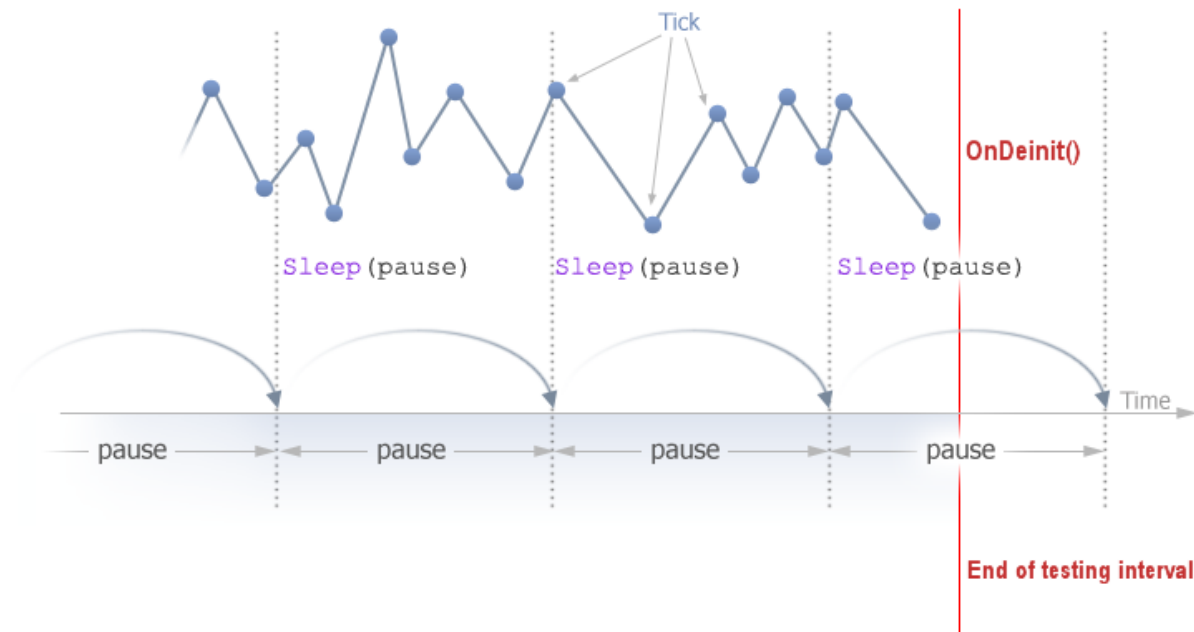 Tick
OnDeinit()
Sleep(pause) Sleep(pause) Sleep(pause)
Time
pause pause pause pause
End of testing interval